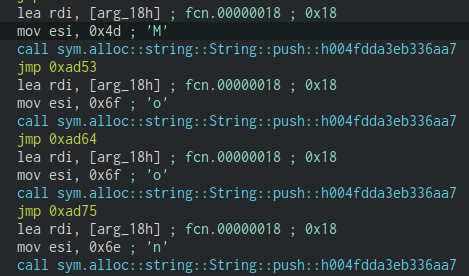 lea rdi, [arg_18h] ; fcn.00000018 ; 0x18
mov esi, 0x4d ; 'M'
call sym.alloc::string::String::push::h004fdda3eb336aa7
jmp 0xad53
lea rdi, [arg_18h] ; fcn.00000018 ; 0x18
mov esi, 0x6f ; 'o'
call sym.alloc::string::String::push::h004fdda3eb336aa7
jmp 0xad64
lea rdi, [arg_18h] ; fcn.00000018 ; 0x18
mov esi, 0x6f ; 'o'
call sym.alloc::string::String::push::h004fdda3eb336aa7
jmp 0xad75
lea rdi, [arg_18h] ; fcn.00000018 ; 0x18
mov esi, 0x6e ; 'n'
call sym.alloc::string::String::push::h004fdda3eb336aa7